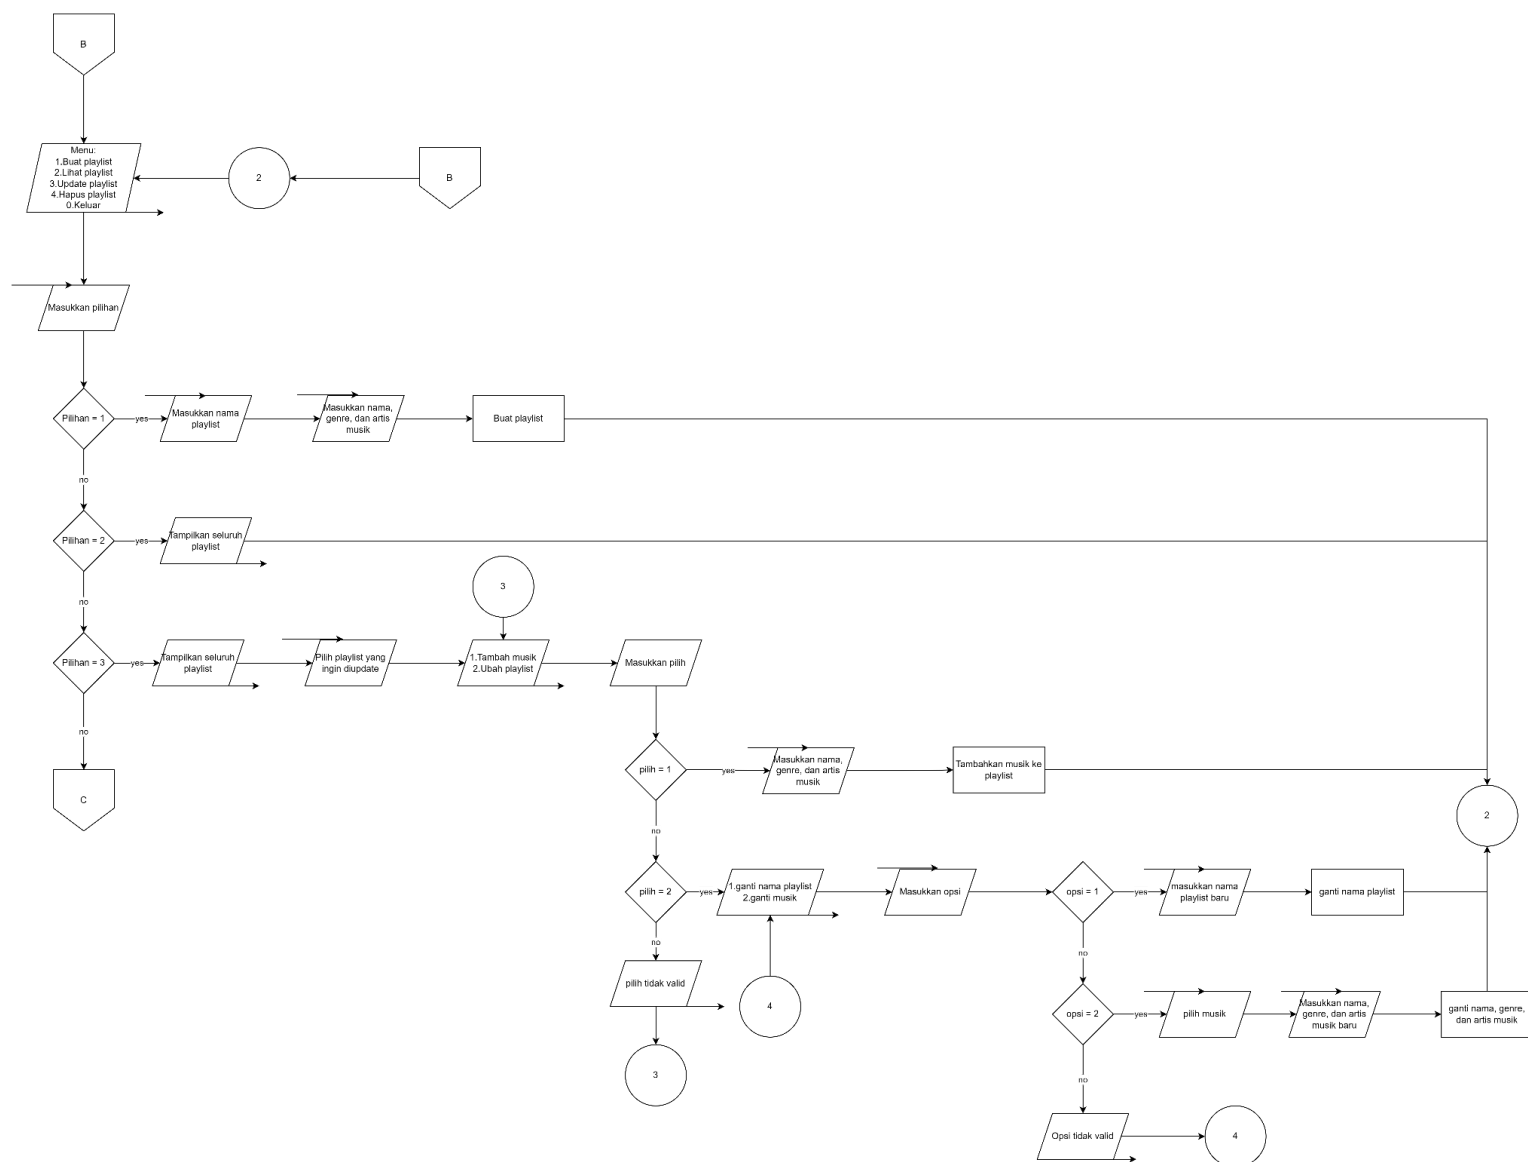 B
Menu:
1.Buat playlist
2.Lihat playlist
3.Update playlist
4.Hapus playlist
0.Keluar
2
B
Masukkan pilihan
Pilihan = 1
yes
Masukkan nama
playlist
Masukkan nama,
genre, dan artis
musik
Buat playlist
no
Pilihan = 2
yes
Tampilkan seluruh
playlist
no
3
Pilihan = 3
yes
Tampilkan seluruh
playlist
Pilih playlist yang
ingin diupdate
1.Tambah musik
2.Ubah playlist
Masukkan pilih
no
C
pilih = 1
yes
Masukkan nama,
genre, dan artis
musik
Tambahkan musik ke
playlist
2
no
pilih = 2
yes
1.ganti nama playlist
2.ganti musik
Masukkan opsi
opsi = 1
yes
masukkan nama
playlist baru
ganti nama playlist
no
no
pilih tidak valid
4
opsi = 2
yes
pilih musik
Masukkan nama,
genre, dan artis
musik baru
ganti nama, genre,
dan artis musik
3
no
Opsi tidak valid
4